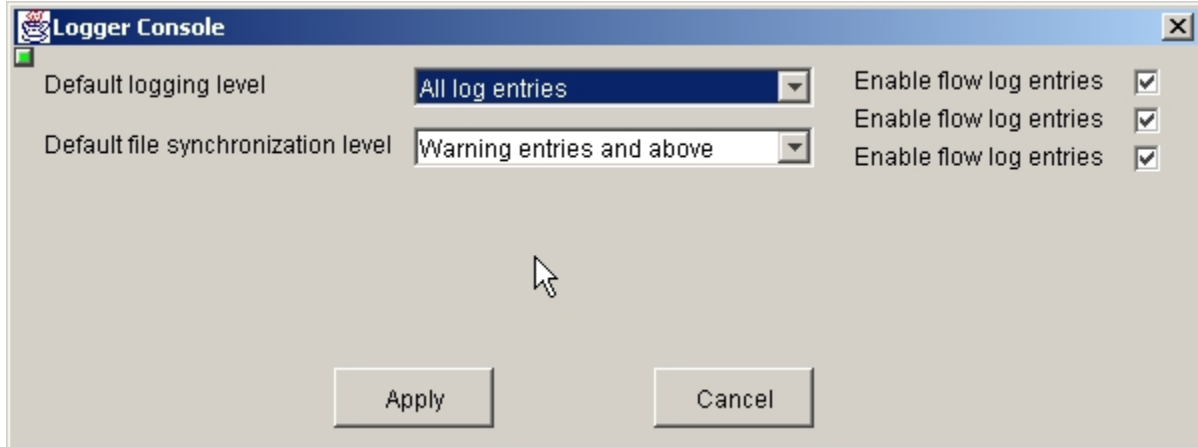 Logger Console
Default logging level
All log entries
Enable flow log entries
Enable flow log entries
Default file synchronization level
Warning entries and above
Enable flow log entries
Apply
Cancel